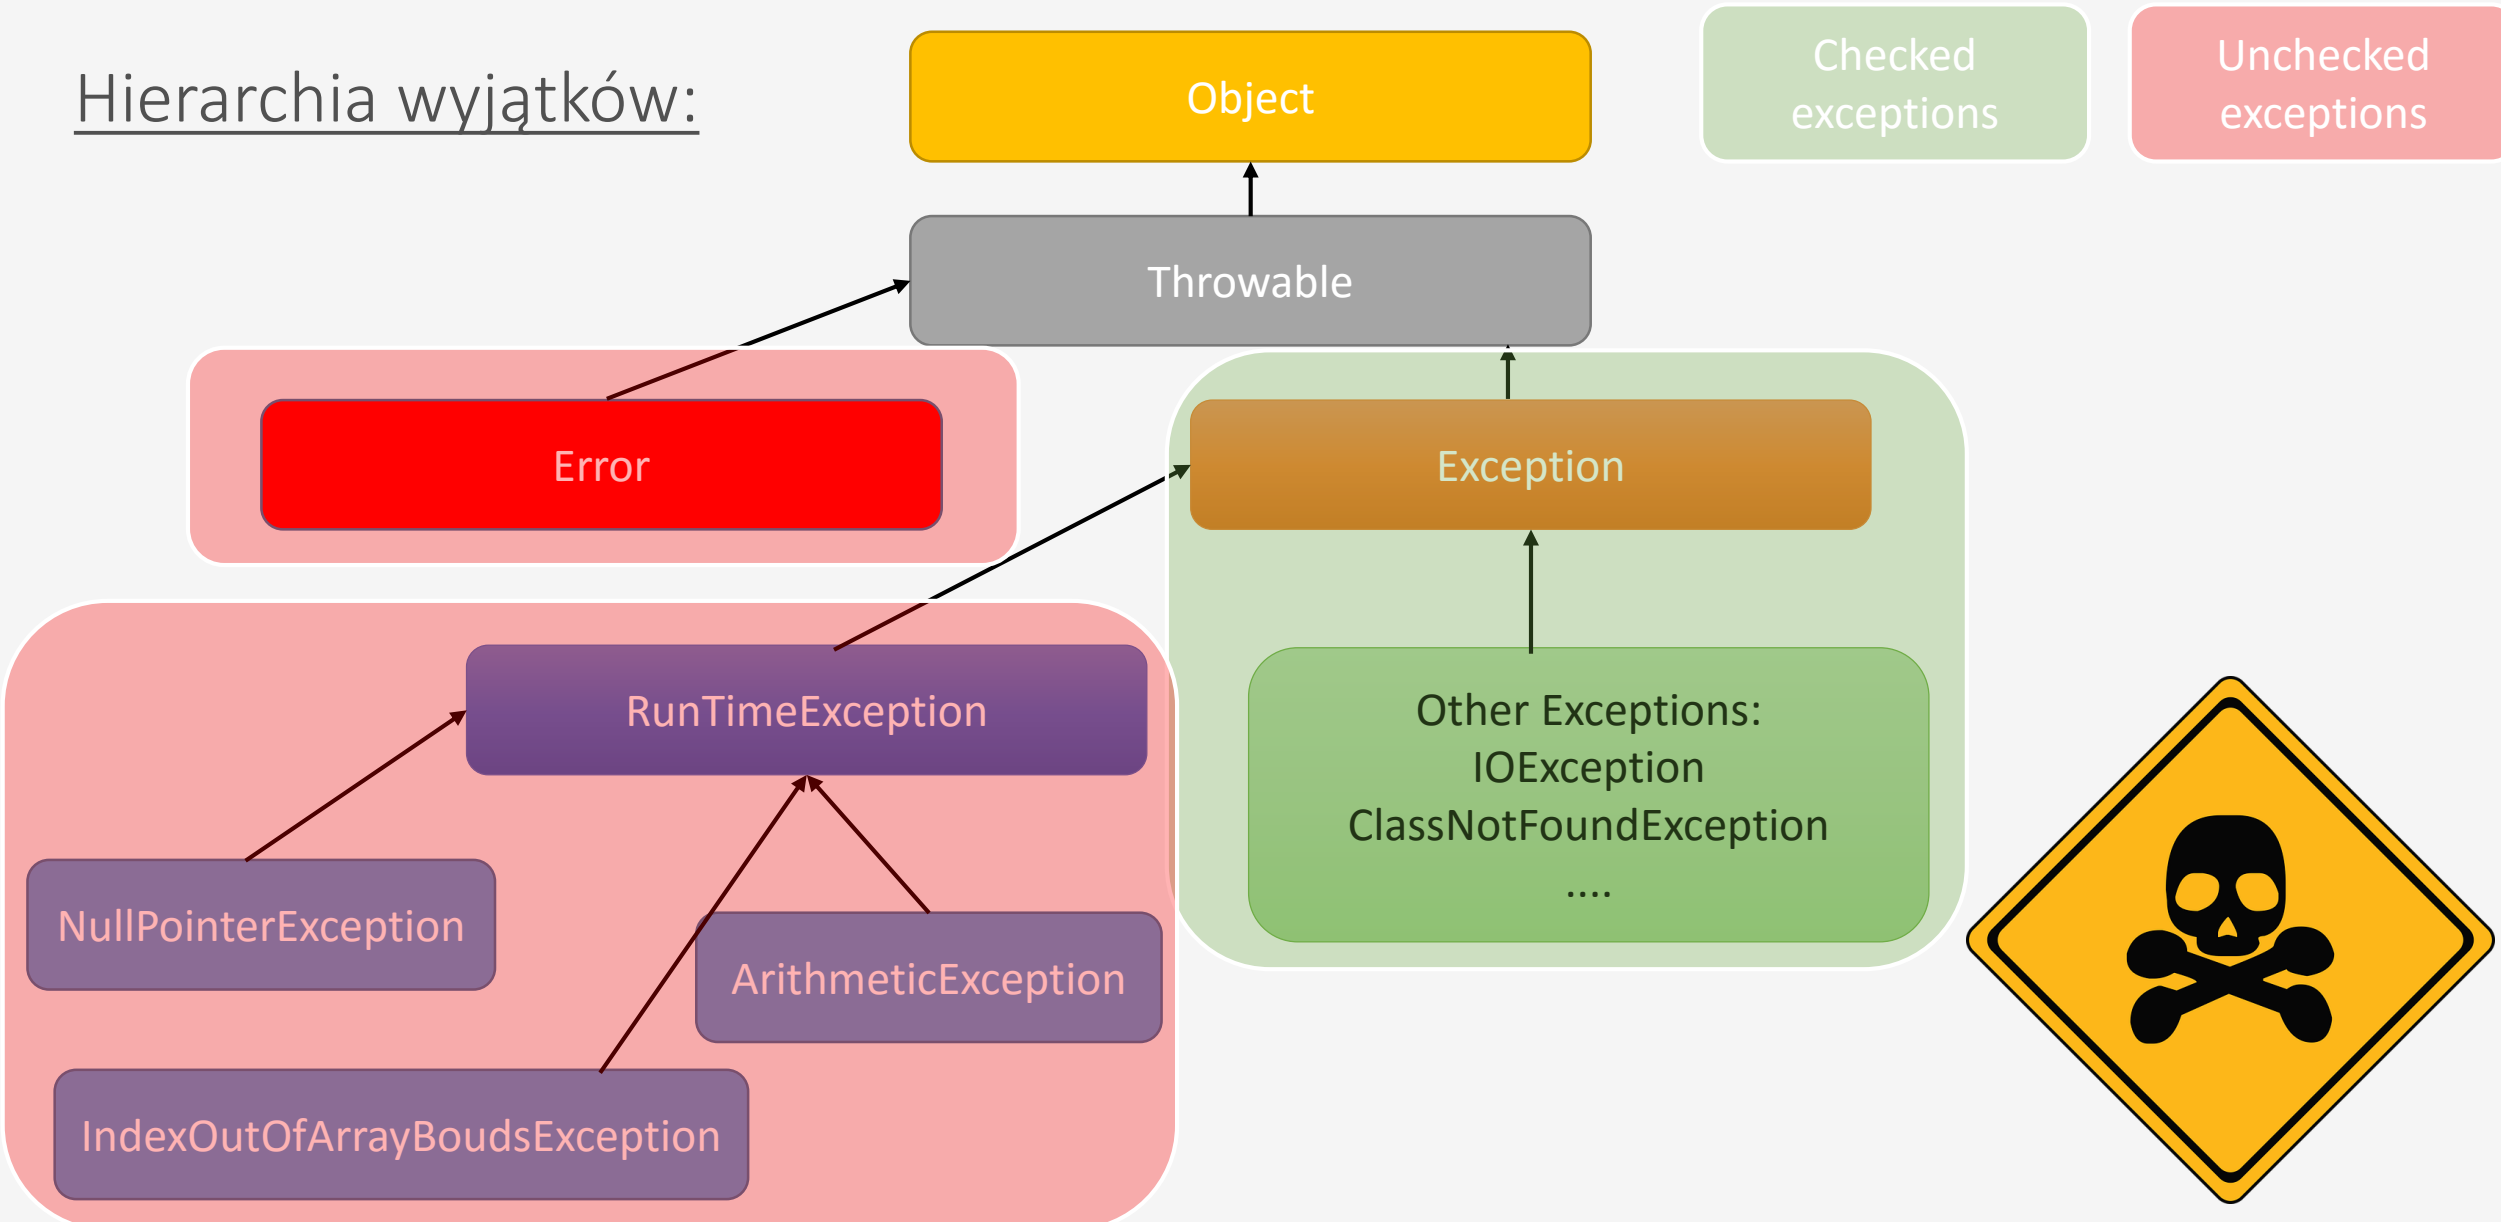 Hierarchia wyjątków:
Object
Checked
exceptions
Unchecked
exceptions
Throwable
Error
Exception
RunTimeException
Other Exceptions:
IOException
ClassNotFoundException
....
NullPointerException
ArithmeticException
IndexOutOfArrayBoudsException